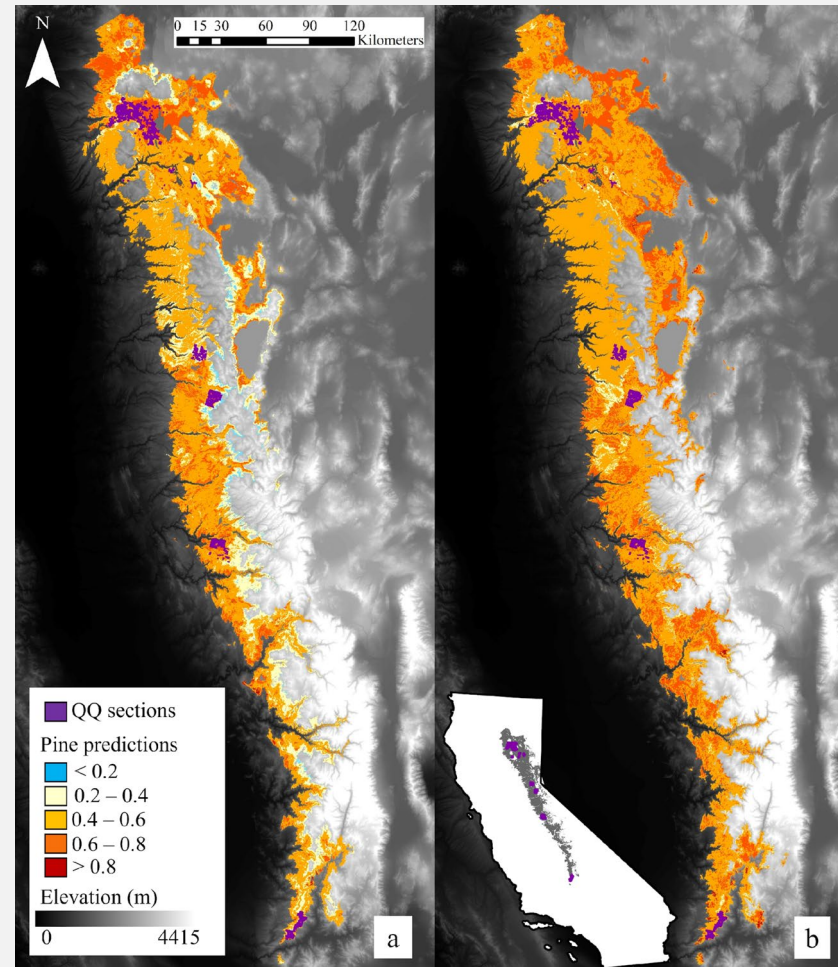 N
0 15 30 60 90 120
Kilometers
QQ sections
Pine predictions
< 0.2
0.2 – 0.4
0.4 – 0.6
0.6 – 0.8
> 0.8
Elevation (m)
0 4415
a
b